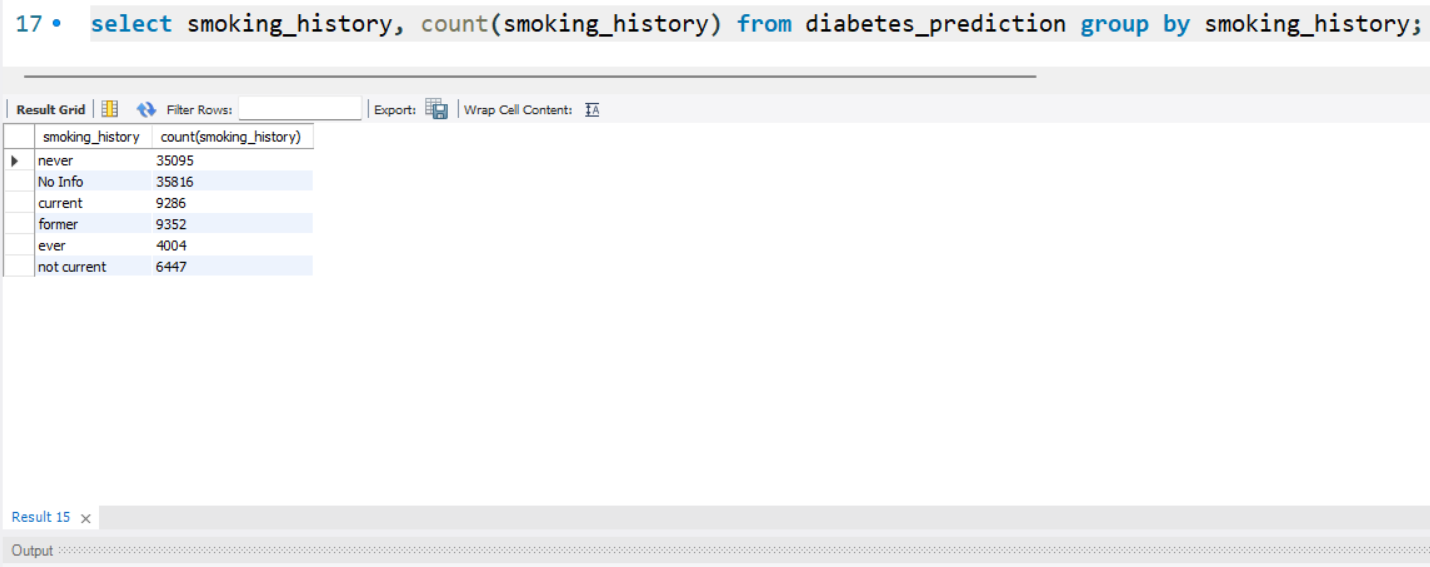 17 select smoking_history, count(smoking_history) from diabetes_prediction group by smoking_history;
Result Grid Filter Rows: Export: Wrap Cell Content:
smoking_history count(smoking_history)
never 35095
No Info 35816
current 9286
former 9352
ever 4004
not current 6447
Result 15
Output